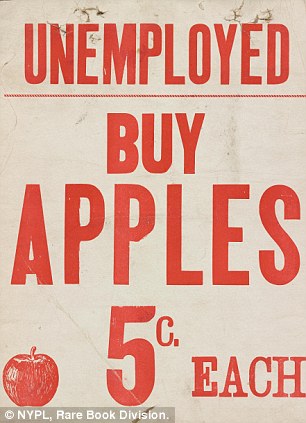 UNEMPLOYED
BUY
APPLES
5c. EACH
© NYPL, Rare Book Division.